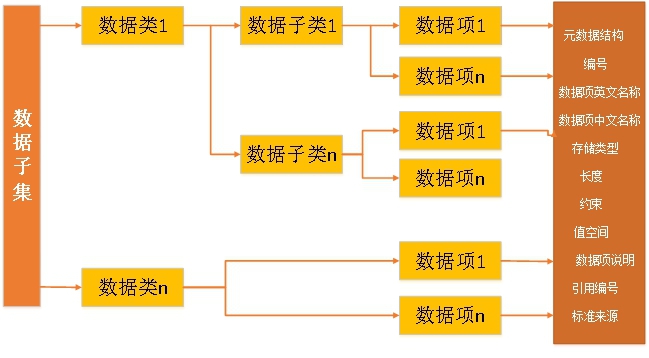 数据子集
数据类1
数据子类1
数据项1
数据项n
数据子类n
数据项1
数据项n
数据类n
数据项1
数据项n
元数据结构
编号
数据项英文名称
数据项中文名称
存储类型
长度
约束
值空间
数据项说明
引用编号
标准来源